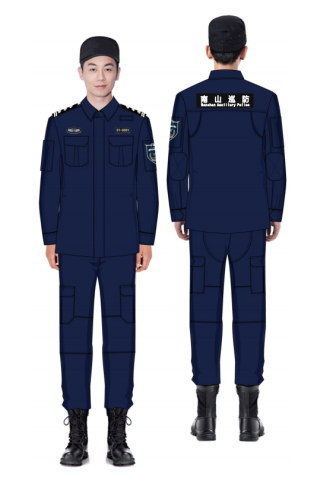 南山巡防
Nanshan Auxiliary Police